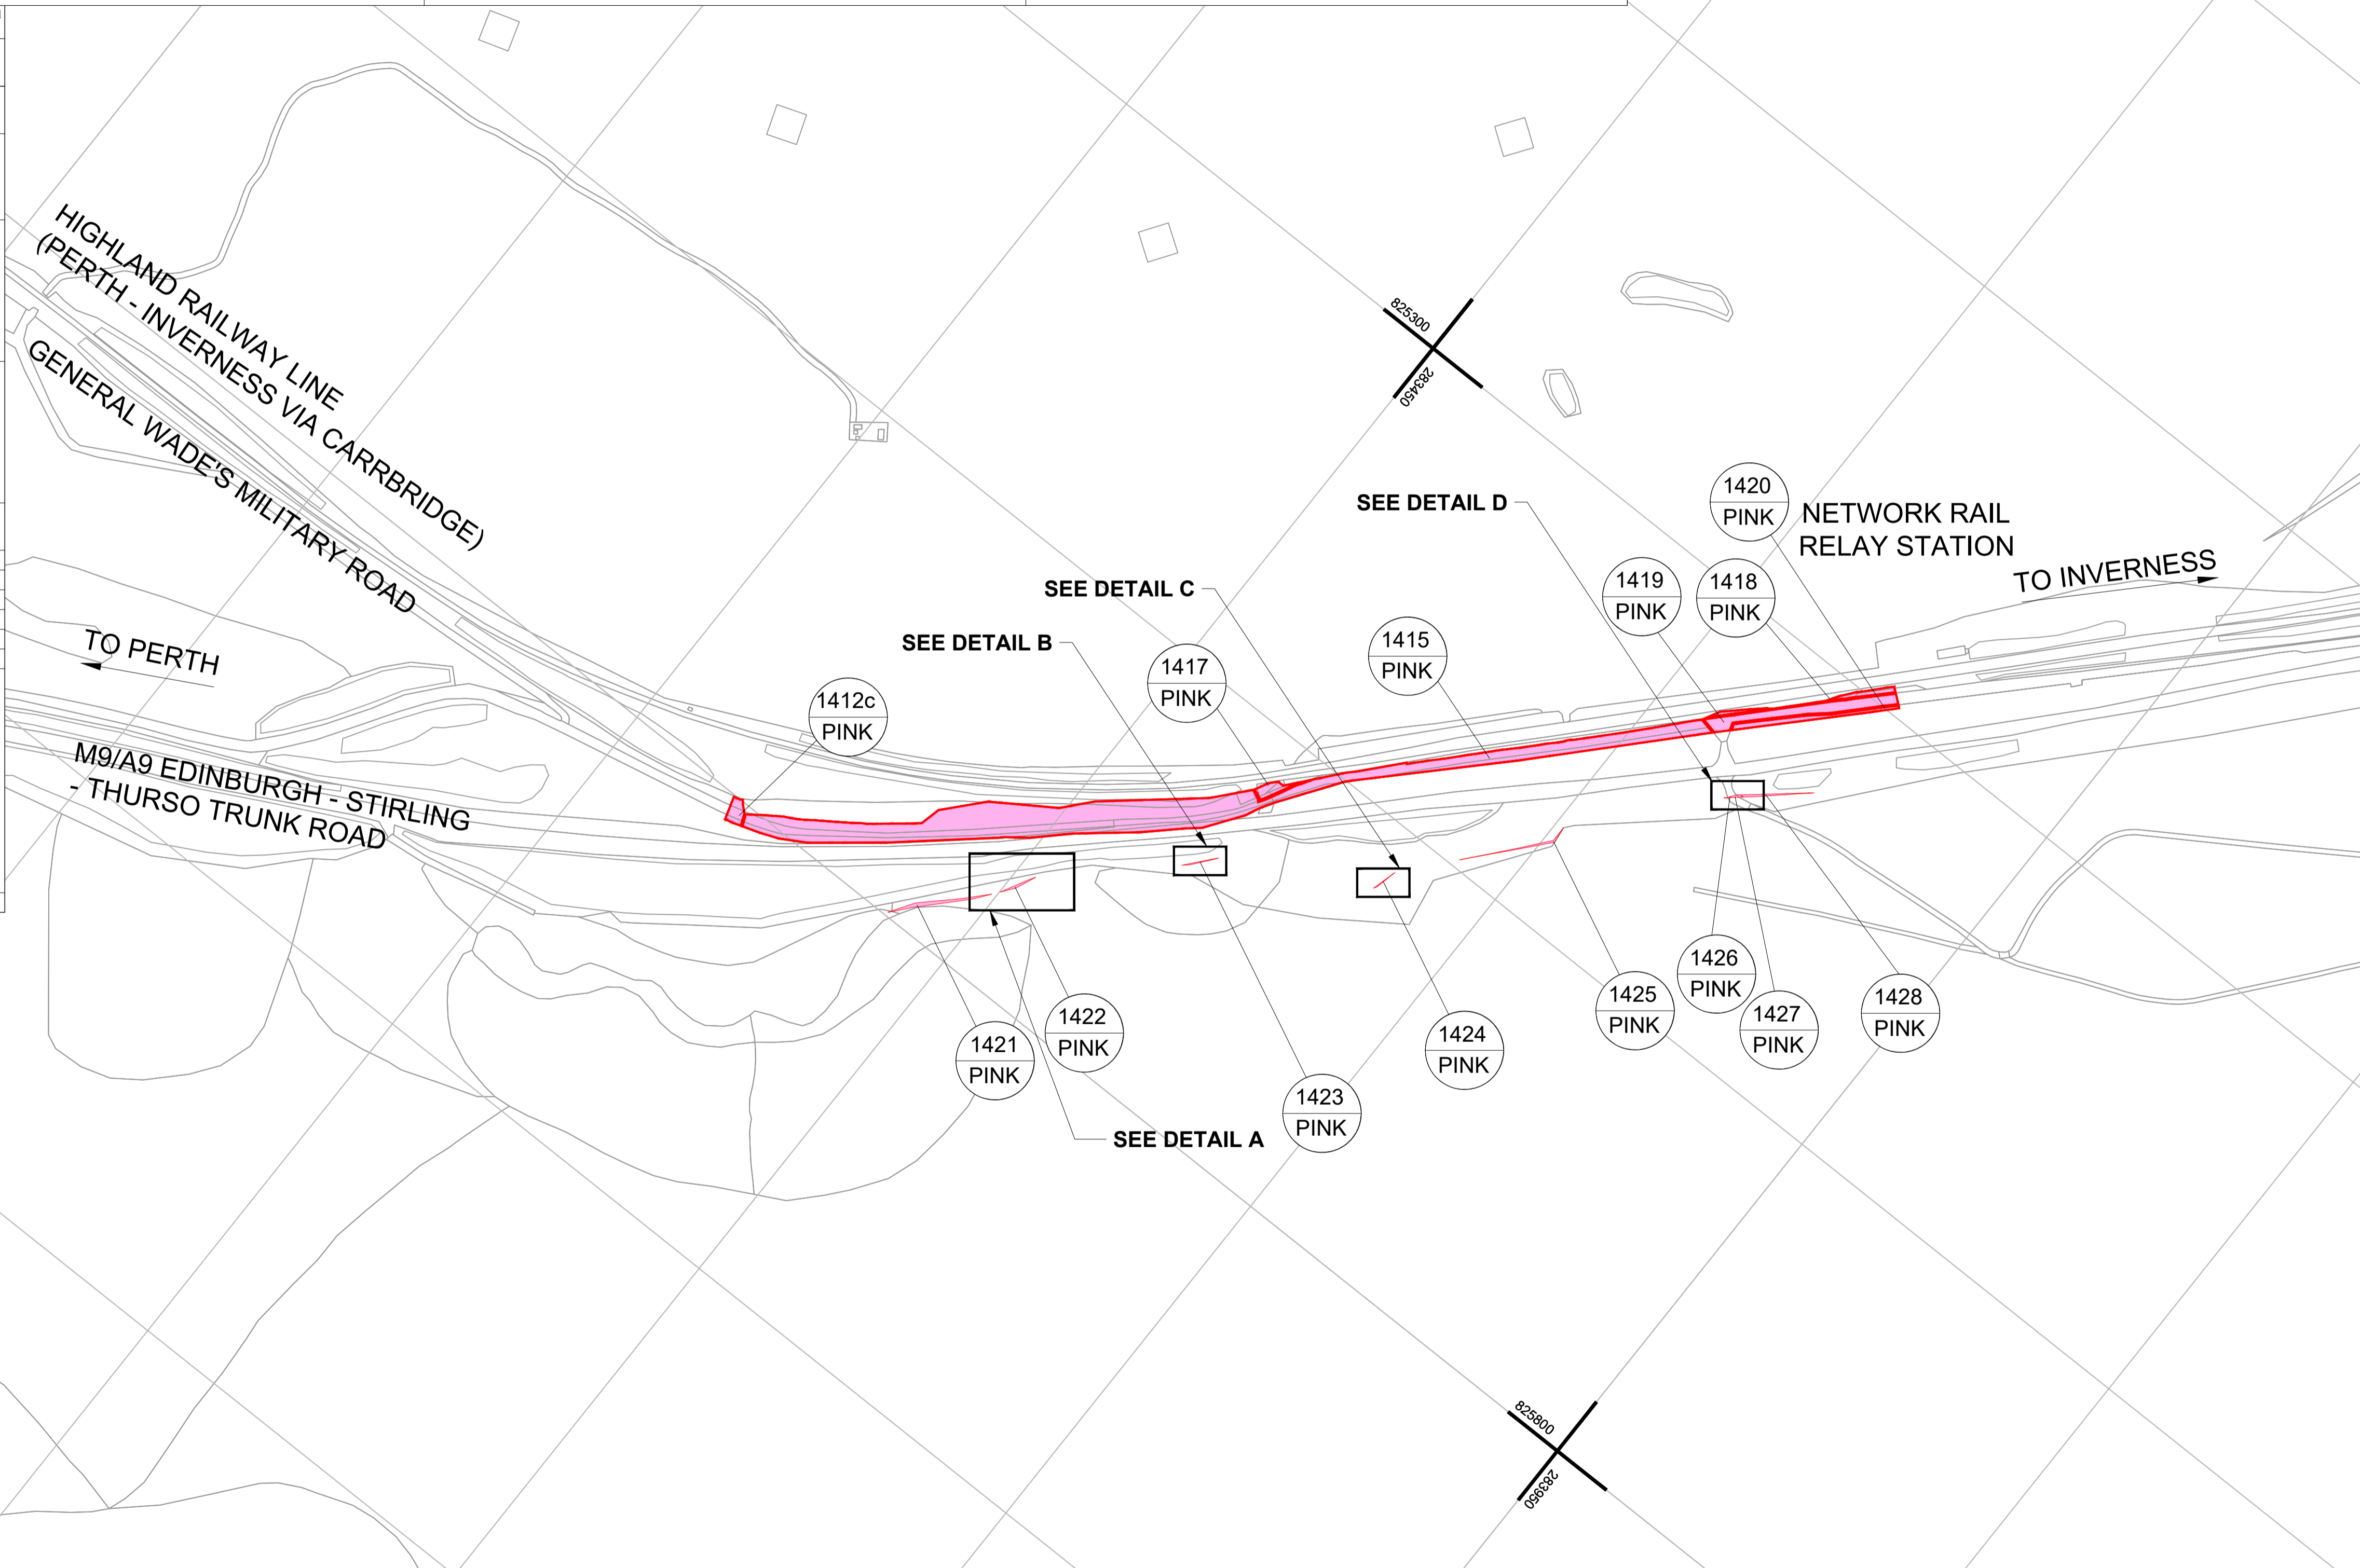 HIGHLAND RAILWAY LINE
(PERTH - INVERNESS VIA CARRBRIDGE)
GENERAL WADE'S MILITARY ROAD
TO PERTH
M9/A9 EDINBURGH - STIRLING
- THURSO TRUNK ROAD
825300
283450
SEE DETAIL D
1420
PINK
NETWORK RAIL
RELAY STATION
TO INVERNESS
SEE DETAIL C
1419
PINK
1418
PINK
SEE DETAIL B
1417
PINK
1415
PINK
1412c
PINK
1421
PINK
1422
PINK
SEE DETAIL A
1423
PINK
1424
PINK
1425
PINK
1426
PINK
1427
PINK
1428
PINK
825800
283950